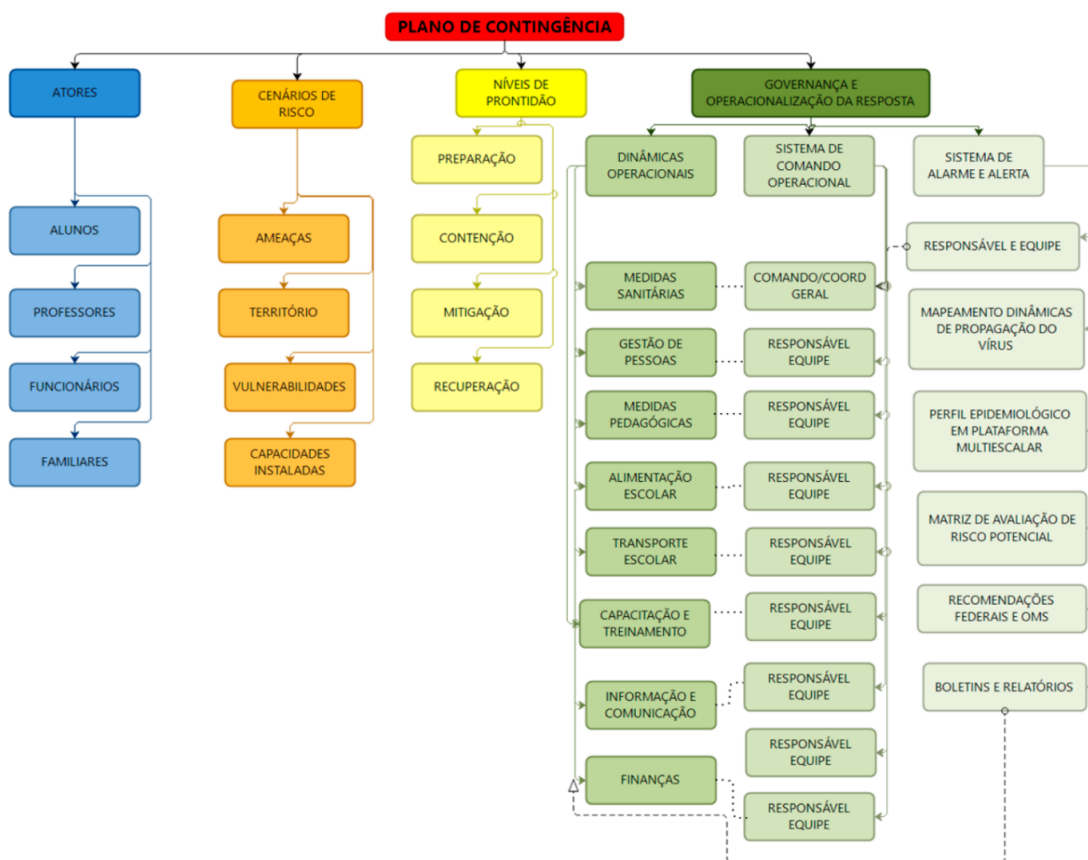 PLANO DE CONTINGÊNCIA
ATORES
ALUNOS
PROFESSORES
FUNCIONÁRIOS
FAMILIARES
CENÁRIOS DE
RISCO
AMEAÇAS
TERRITÓRIO
VULNERABILIDADES
CAPACIDADES
INSTALADAS
NÍVEIS DE
PRONTIDÃO
PREPARAÇÃO
CONTENÇÃO
MITIGAÇÃO
RECUPERAÇÃO
GOVERNANÇA E
OPERACIONALIZAÇÃO DA RESPOSTA
DINÂMICAS
OPERACIONAIS
MEDIDAS
SANITÁRIAS
GESTÃO DE
PESSOAS
MEDIDAS
PEDAGÓGICAS
ALIMENTAÇÃO
ESCOLAR
TRANSPORTE
ESCOLAR
CAPACITAÇÃO E
TREINAMENTO
INFORMAÇÃO E
COMUNICAÇÃO
FINANÇAS
SISTEMA DE
COMANDO
OPERACIONAL
COMANDO/COORD
GERAL
RESPONSÁVEL
EQUIPE
RESPONSÁVEL
EQUIPE
RESPONSÁVEL
EQUIPE
RESPONSÁVEL
EQUIPE
RESPONSÁVEL
EQUIPE
RESPONSÁVEL
EQUIPE
RESPONSÁVEL
EQUIPE
RESPONSÁVEL
EQUIPE
SISTEMA DE
ALARME E ALERTA
RESPONSÁVEL E EQUIPE
MAPEAMENTO DINÂMICAS
DE PROPAGAÇÃO DO
VÍRUS
PERFIL EPIDEMIOLÓGICO
EM PLATAFORMA
MULTIESCALAR
MATRIZ DE AVALIAÇÃO DE
RISCO POTENCIAL
RECOMENDAÇÕES
FEDERAIS E OMS
BOLETINS E RELATÓRIOS